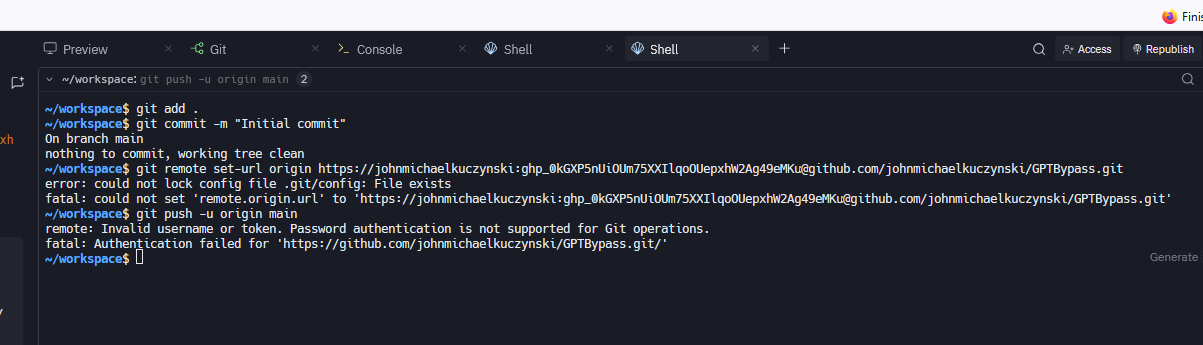 Finis
Preview × Git × Console × Shell × Shell × + Access Republish
~/workspace: git push -u origin main 2
xh
~/workspace$ git add .
~/workspace$ git commit -m "Initial commit"
On branch main
nothing to commit, working tree clean
~/workspace$ git remote set-url origin https://johnmichaelkuczynski: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@github.com/johnmichaelkuczynski/GPTBypass.git
error: could not lock config file .git/config: File exists
fatal: could not set 'remote.origin.url' to 'https://johnmichaelkuczynski: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@github.com/johnmichaelkuczynski/GPTBypass.git'
~/workspace$ git push -u origin main
remote: Invalid username or token. Password authentication is not supported for Git operations.
fatal: Authentication failed for 'https://github.com/johnmichaelkuczynski/GPTBypass.git/'
~/workspace$
Generate